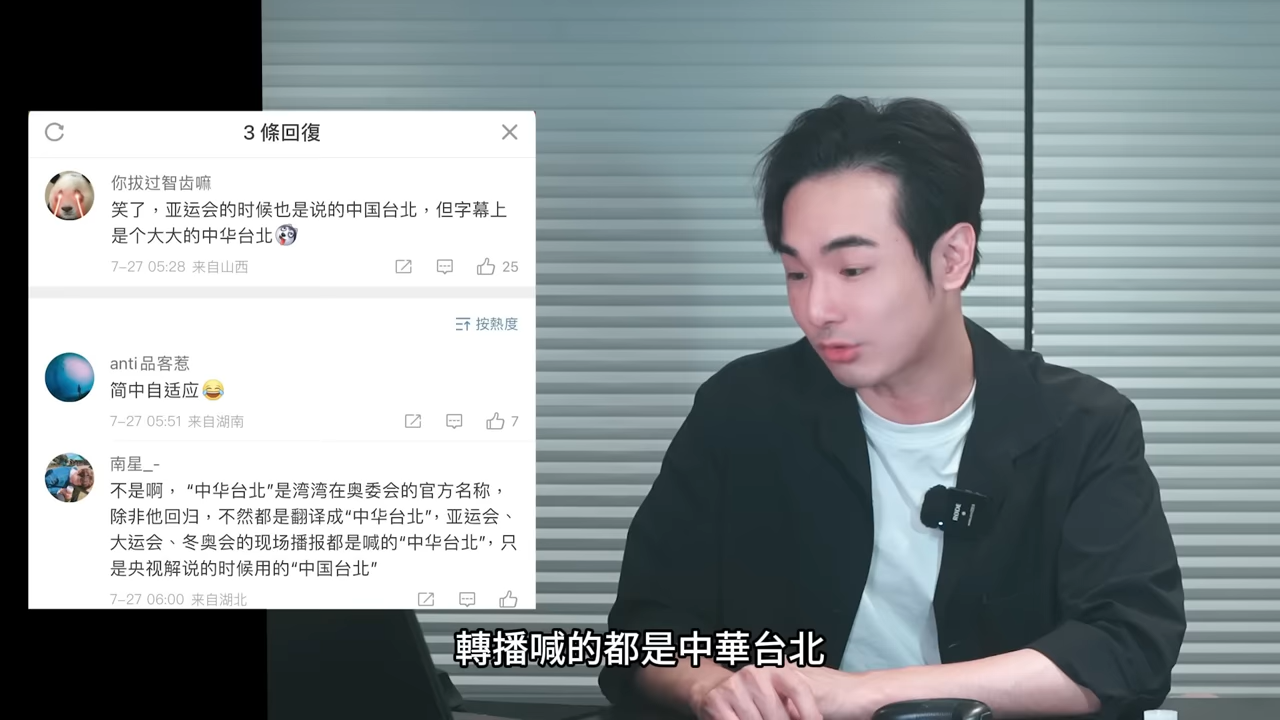 3 條回復
你拔过智齿嘛
笑了，亚运会的时候也是说的中国台北，但字幕上
是个大大的中华台北
7-27 05:28 来自山西
25
按熱度
anti品客惹
简中自适应😂
7-27 05:51 来自湖南
7
南星_-
不是啊， “中华台北”是湾湾在奥委会的官方名称，
除非他回归，不然都是翻译成“中华台北”，亚运会、
大运会、冬奥会的现场播报都是喊的“中华台北”，只
是央视解说的时候用的“中国台北”
7-27 06:00 来自湖北
轉播喊的都是中華台北